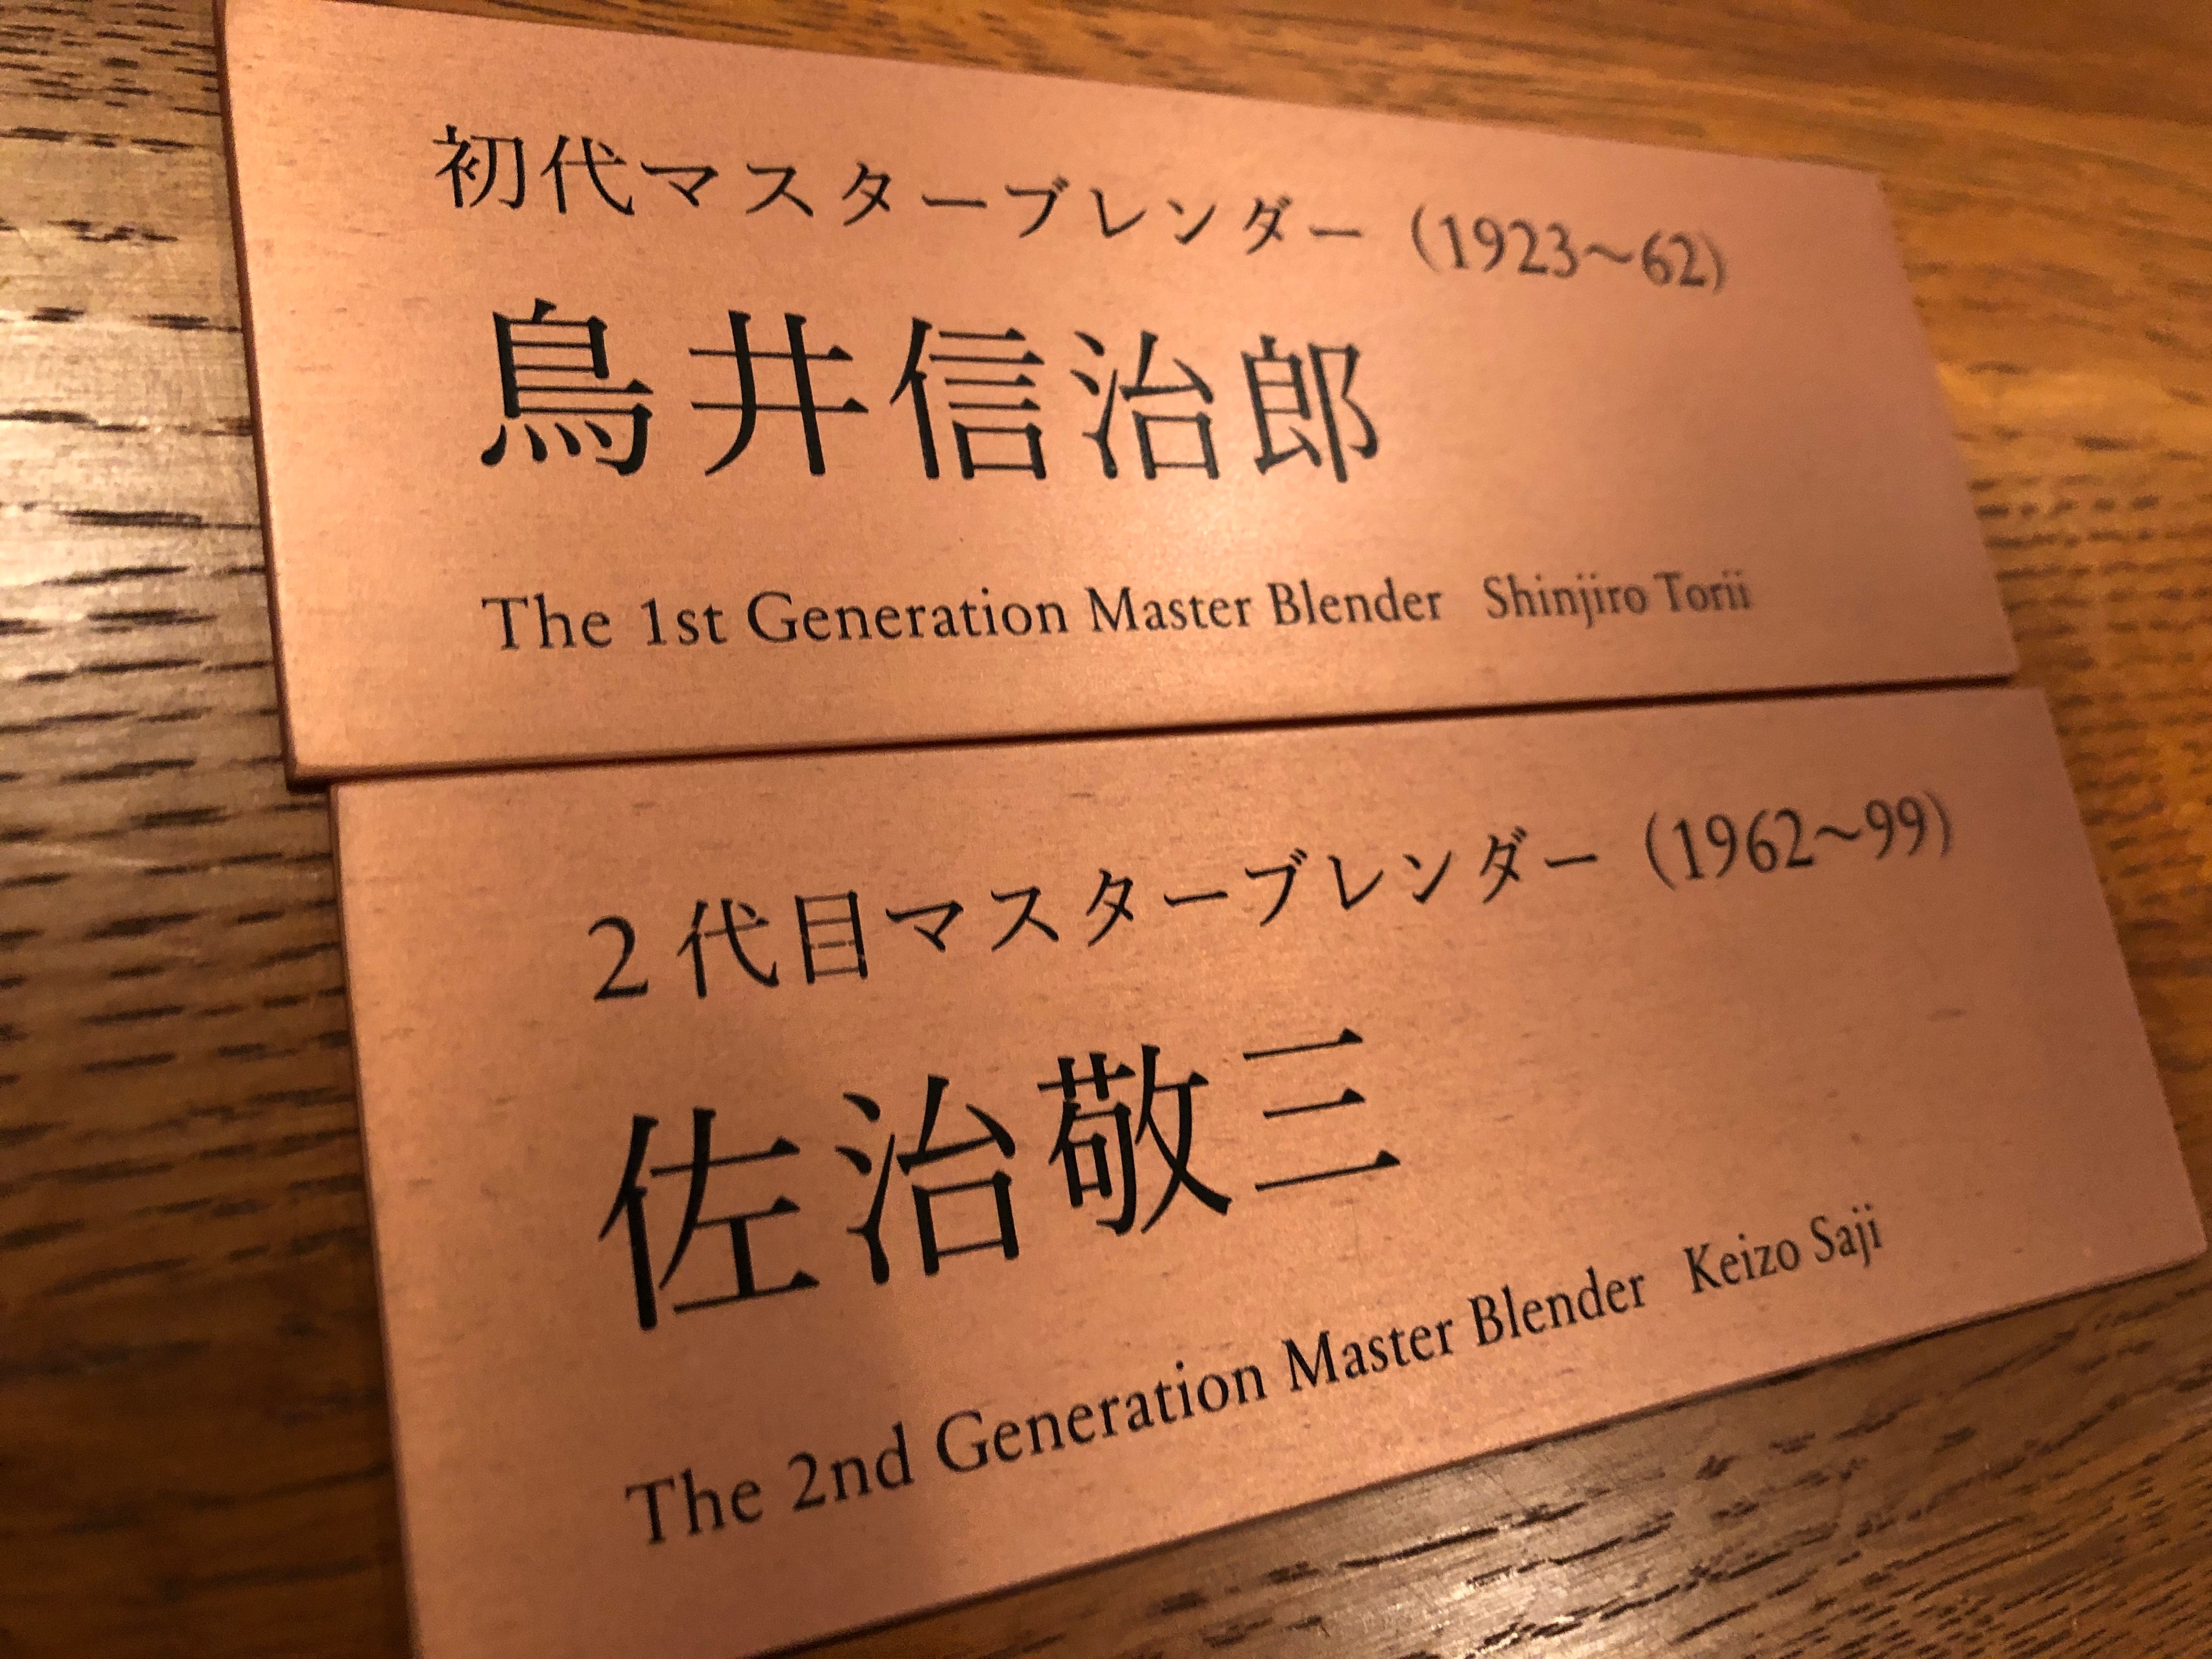 初代マスターブレンダー（1923〜62）
鳥井信治郎
The 1st Generation Master Blender Shinjiro Torii
2代目マスターブレンダー（1962〜99）
佐治敬三
The 2nd Generation Master Blender Keizo Saji